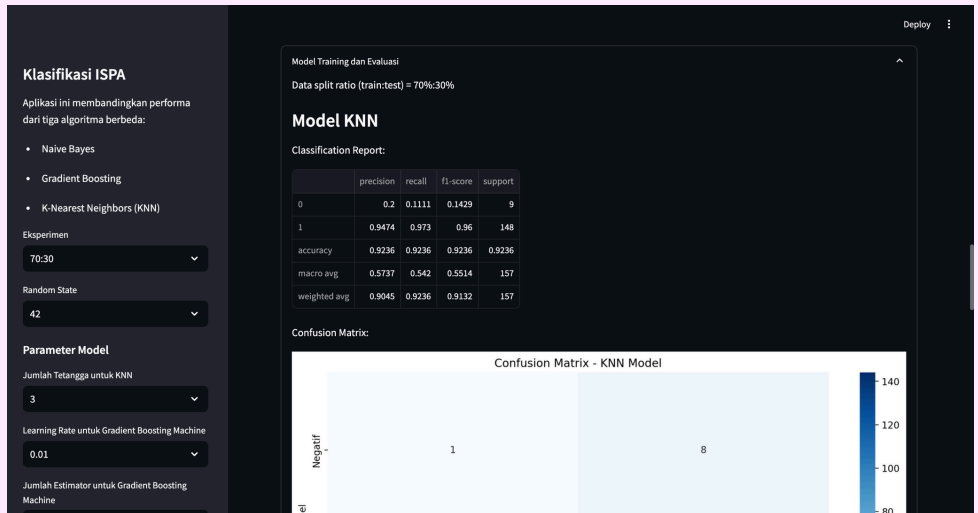 Deploy
Klasifikasi ISPA
Aplikasi ini membandingkan performa
dari tiga algoritma berbeda:
• Naive Bayes
• Gradient Boosting
• K-Nearest Neighbors (KNN)
Eksperimen
70:30
Random State
42
Parameter Model
Jumlah Tetangga untuk KNN
3
Learning Rate untuk Gradient Boosting Machine
0.01
Jumlah Estimator untuk Gradient Boosting
Machine
Model Training dan Evaluasi
Data split ratio (train:test) = 70%:30%
Model KNN
Classification Report:
precision recall f1-score support
0 0.2 0.1111 0.1429 9
1 0.9474 0.973 0.96 148
accuracy 0.9236 0.9236 0.9236 0.9236
macro avg 0.5737 0.542 0.5514 157
weighted avg 0.9045 0.9236 0.9132 157
Confusion Matrix:
Confusion Matrix - KNN Model
Negatif
1 8
140
120
100
80